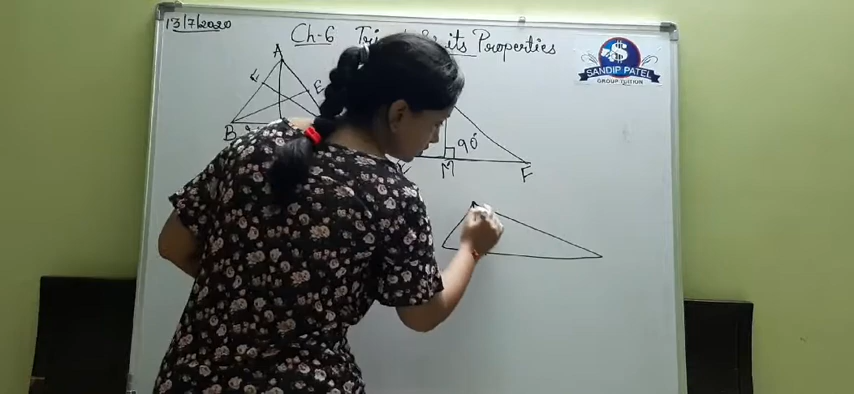 13/7/2020
Ch-6 its Properties
SANDIP PATEL
GROUP TUITION
A
E
B
90°
M
F